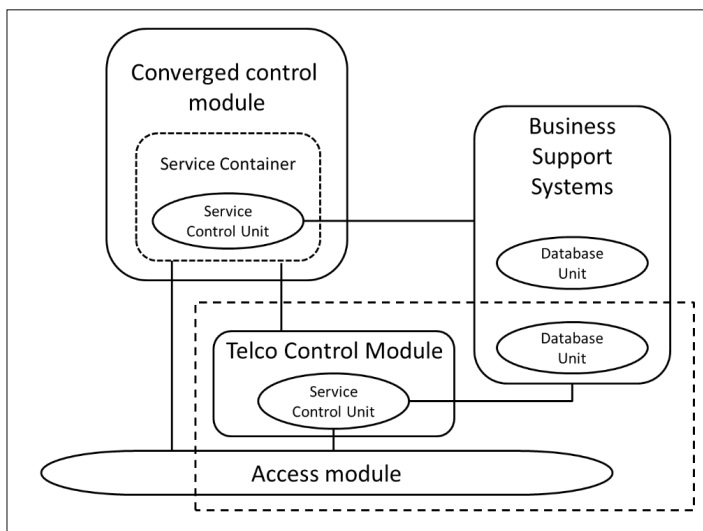 Converged control
module
Service Container
Service
Control Unit
Business
Support
Systems
Database
Unit
Database
Unit
Telco Control Module
Service
Control Unit
Access module